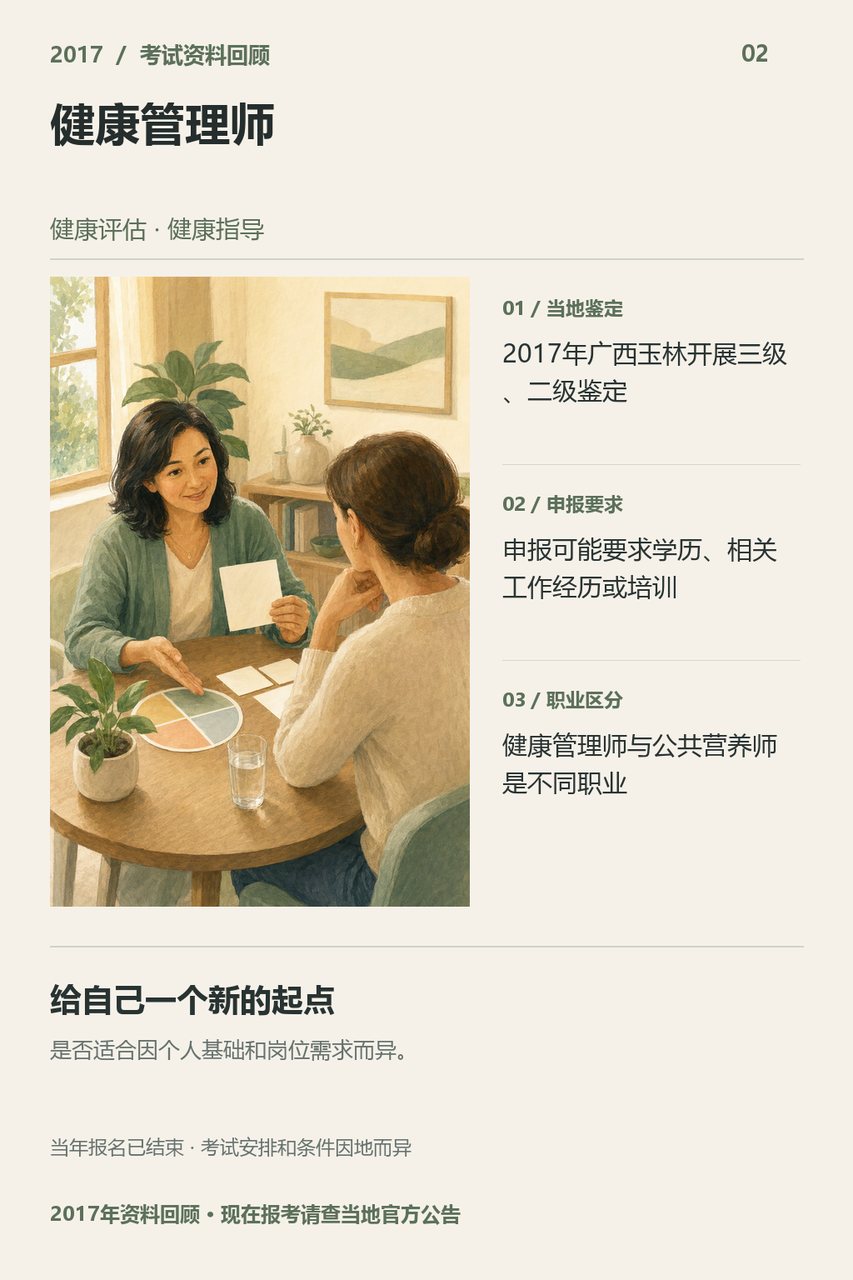 2017 / 考试资料回顾
02
健康管理师
健康评估 · 健康指导
01 / 当地鉴定
2017年广西玉林开展三级
、二级鉴定
02 / 申报要求
申报可能要求学历、相关
工作经历或培训
03 / 职业区分
健康管理师与公共营养师
是不同职业
给自己一个新的起点
是否适合因个人基础和岗位需求而异。
当年报名已结束 · 考试安排和条件因地而异
2017年资料回顾 • 现在报考请查当地官方公告